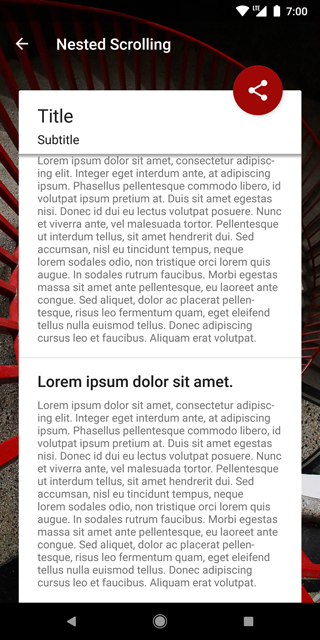 LTE 7:00
Nested Scrolling
Title
Subtitle
Lorem ipsum dolor sit amet, consectetur adipisc-
ing elit. Integer eget interdum ante, at adipiscing
ipsum. Phasellus pellentesque commodo libero, id
volutpat ipsum pretium at. Duis sit amet egestas
nisi. Donec id dui eu lectus volutpat posuere. Nunc
et viverra ante, vel malesuada tortor. Pellentesque
ut interdum tellus, sit amet hendrerit dui. Sed
accumsan, nisl eu tincidunt tempus, neque
lorem sodales odio, non tristique orci lorem quis
augue. In sodales rutrum faucibus. Morbi egestas
massa sit amet ante pellentesque, eu laoreet ante
congue. Sed aliquet, dolor ac placerat pellen-
tesque, risus leo fermentum quam, eget eleifend
tellus nulla euismod tellus. Donec adipiscing
cursus leo et faucibus. Aliquam erat volutpat.
Lorem ipsum dolor sit amet.
Lorem ipsum dolor sit amet, consectetur adipisc-
ing elit. Integer eget interdum ante, at adipiscing
ipsum. Phasellus pellentesque commodo libero, id
volutpat ipsum pretium at. Duis sit amet egestas
nisi. Donec id dui eu lectus volutpat posuere. Nunc
et viverra ante, vel malesuada tortor. Pellentesque
ut interdum tellus, sit amet hendrerit dui. Sed
accumsan, nisl eu tincidunt tempus, neque
lorem sodales odio, non tristique orci lorem quis
augue. In sodales rutrum faucibus. Morbi egestas
massa sit amet ante pellentesque, eu laoreet ante
congue. Sed aliquet, dolor ac placerat pellen-
tesque, risus leo fermentum quam, eget eleifend
tellus nulla euismod tellus. Donec adipiscing
cursus leo et faucibus. Aliquam erat volutpat.